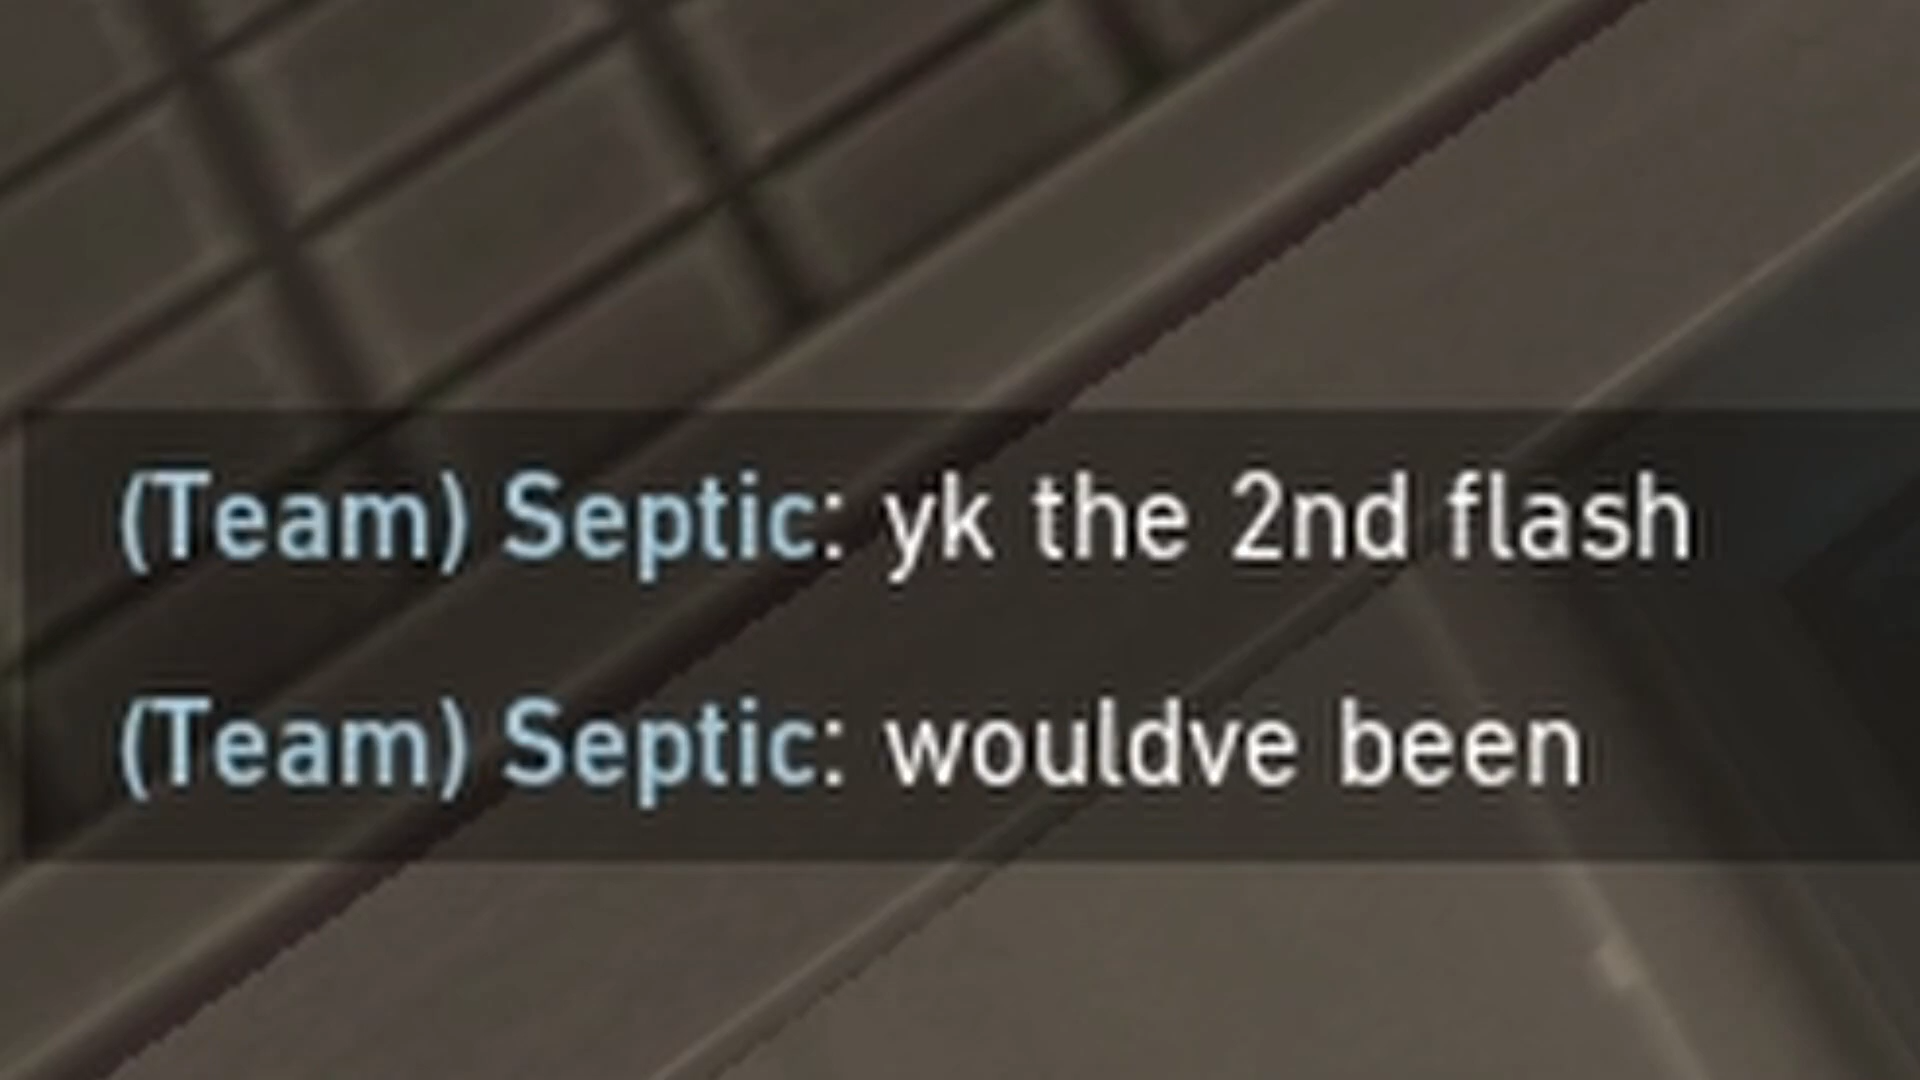 (Team) Septic: yk the 2nd flash
(Team) Septic: wouldve been